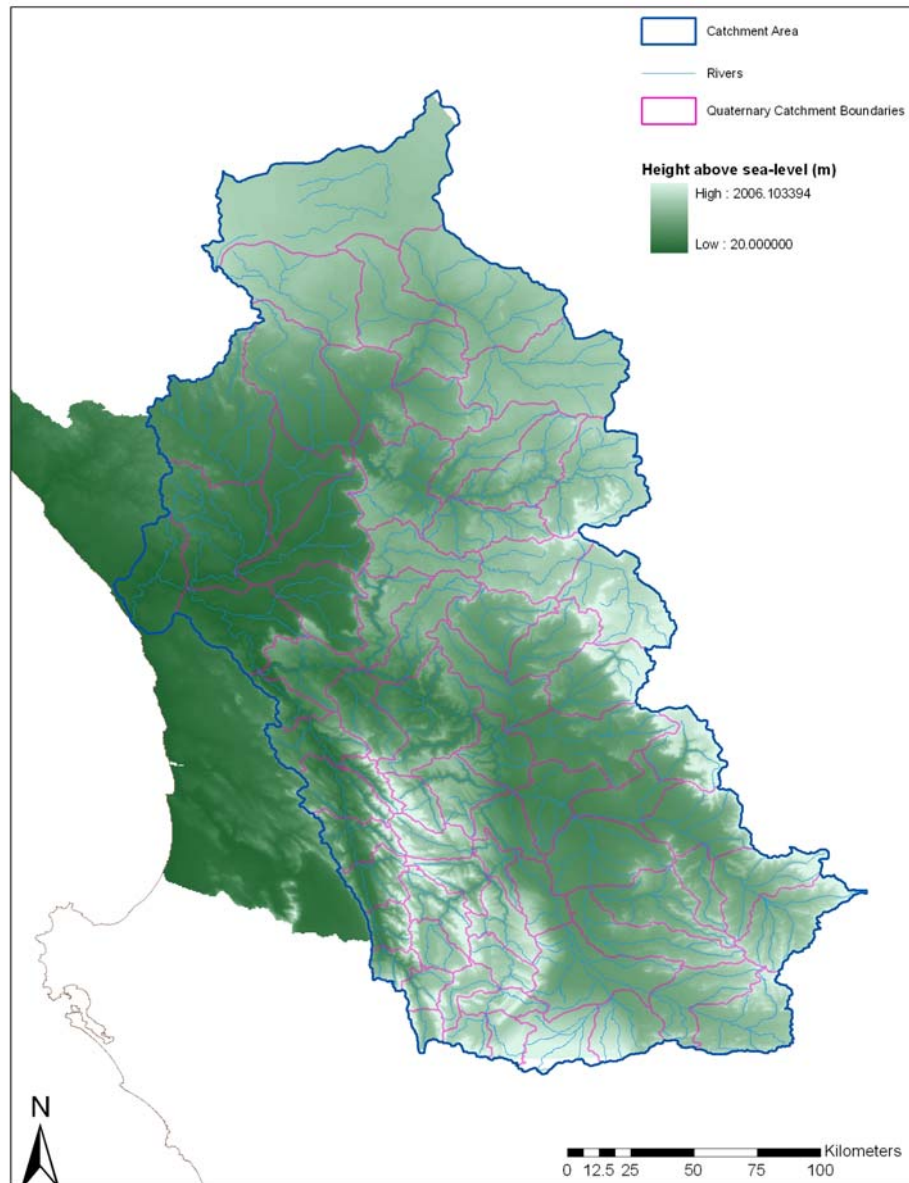 Catchment Area
Rivers
Quaternary Catchment Boundaries
Height above sea-level (m)
High : 2006.103394
Low : 20.000000
N
Kilometers
0 12.5 25 50 75 100